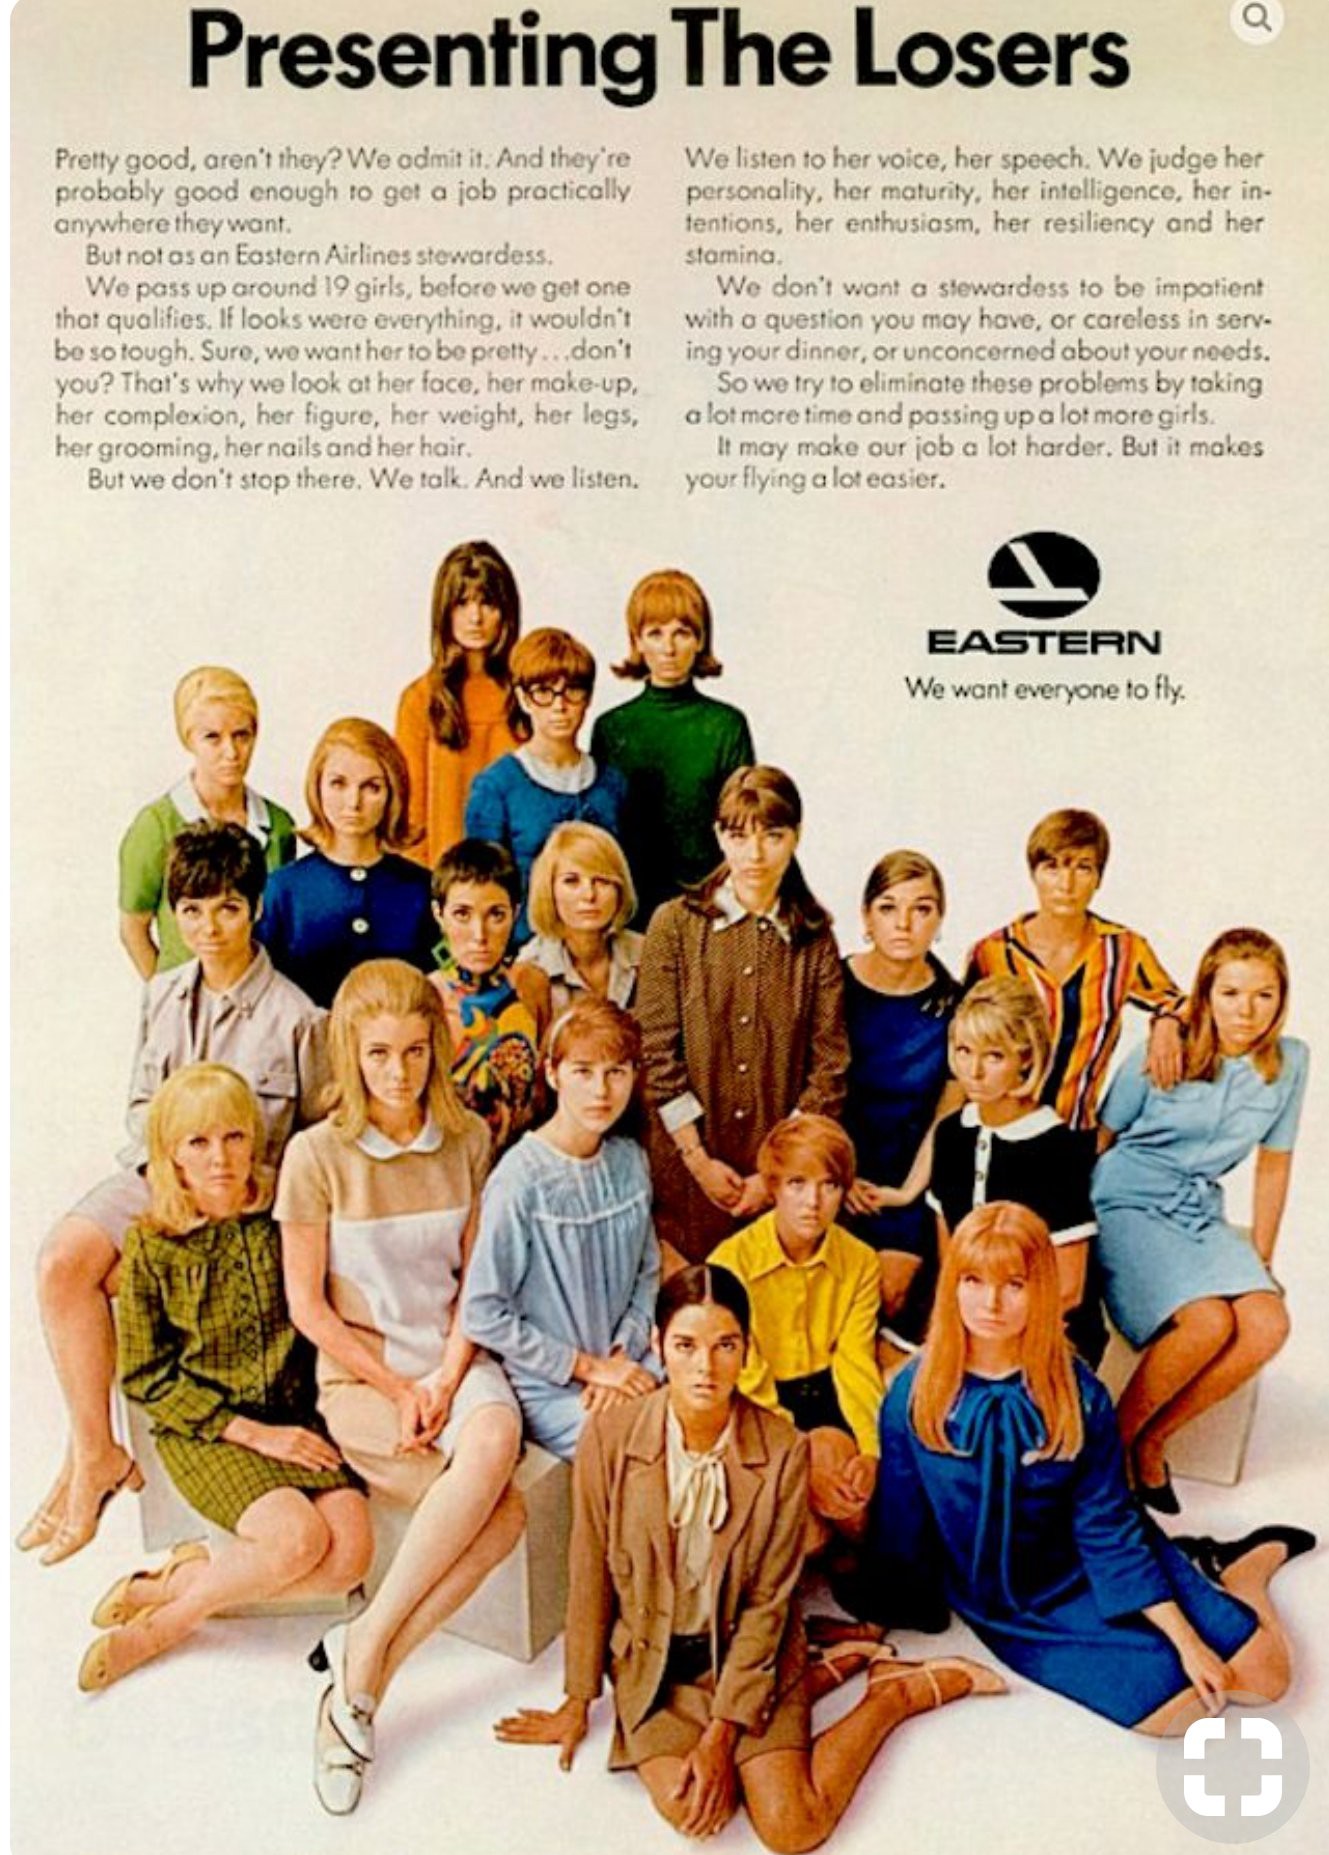 Presenting The Losers
Pretty good, aren't they? We admit it. And they're
probably good enough to get a job practically
anywhere they want.
But not as an Eastern Airlines stewardess.
We pass up around 19 girls, before we get one
that qualifies. If looks were everything, it wouldn't
be so tough. Sure, we want her to be pretty...don't
you? That's why we look at her face, her make-up,
her complexion, her figure, her weight, her legs,
her grooming, her nails and her hair.
But we don't stop there. We talk. And we listen.
We listen to her voice, her speech. We judge her
personality, her maturity, her intelligence, her in-
tentions, her enthusiasm, her resiliency and her
stamina.
We don't want a stewardess to be impatient
with a question you may have, or careless in serv-
ing your dinner, or unconcerned about your needs.
So we try to eliminate these problems by taking
a lot more time and passing up a lot more girls.
It may make our job a lot harder. But it makes
your flying a lot easier.
EASTERN
We want everyone to fly.